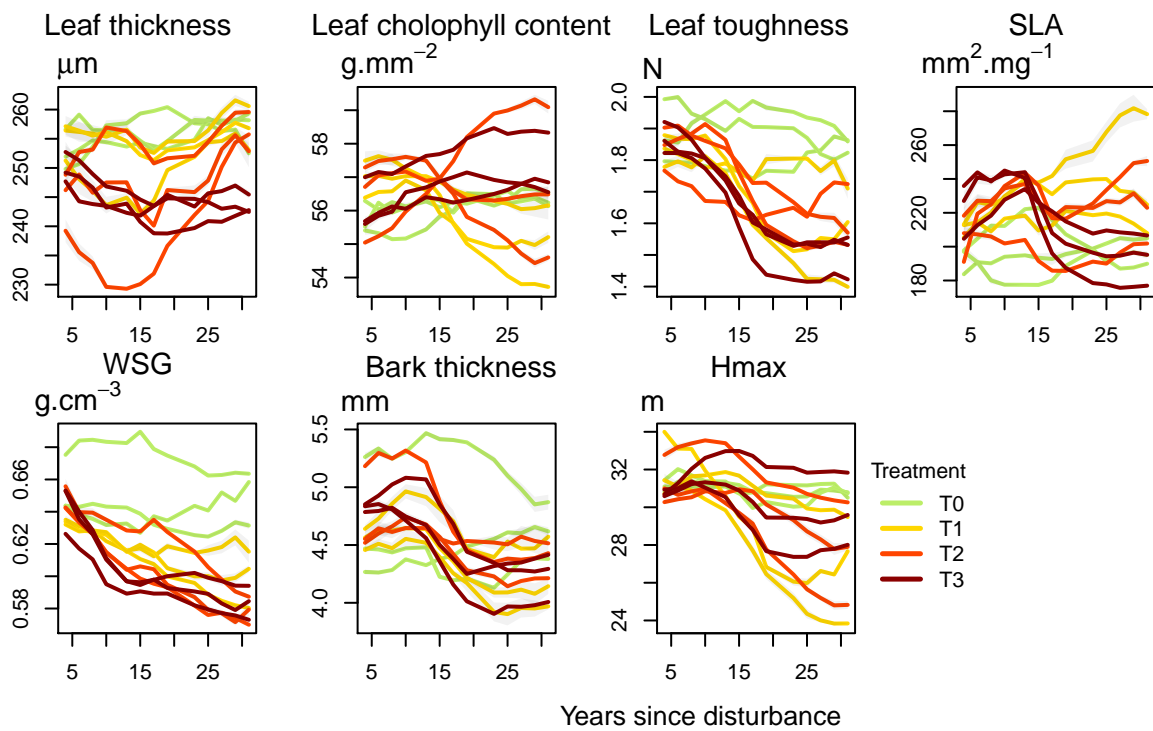 Leaf thickness Leaf cholophyll content Leaf toughness SLA
μm g.mm−2 N mm2.mg−1
230 240 250 260
5 15 25
54 56 58
5 15 25
1.4 1.6 1.8 2.0
5 15 25
180 220 260
5 15 25
WSG Bark thickness Hmax
g.cm−3 mm m
0.58 0.62 0.66
5 15 25
4.0 4.5 5.0 5.5
5 15 25
24 28 32
5 15 25
Treatment
T0
T1
T2
T3
Years since disturbance